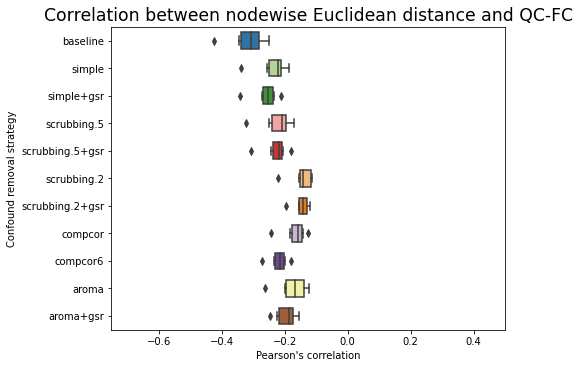 Correlation between nodewise Euclidean distance and QC-FC
Confound removal strategy
baseline
simple
simple+gsr
scrubbing.5
scrubbing.5+gsr
scrubbing.2
scrubbing.2+gsr
compcor
compcor6
aroma
aroma+gsr
−0.6 −0.4 −0.2 0.0 0.2 0.4
Pearson's correlation